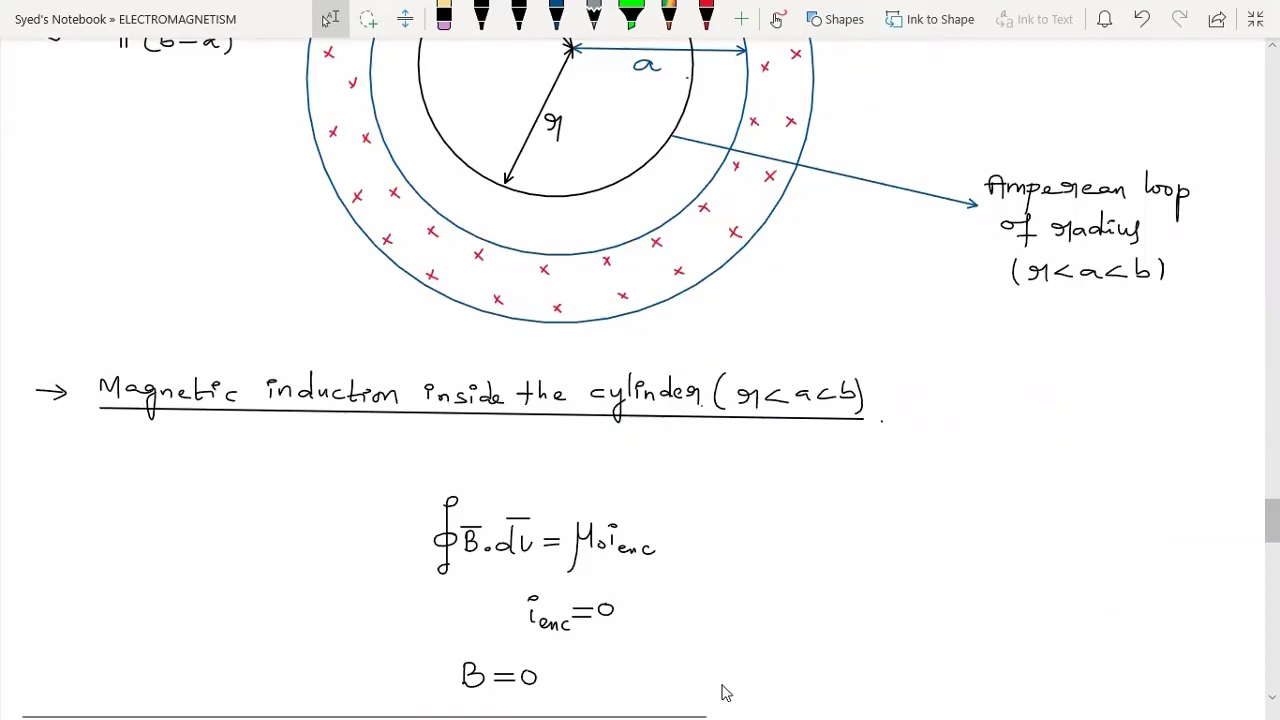 Syed's Notebook » ELECTROMAGNETISM
Shapes
Ink to Shape
Ink to Text
π(b-a)
a
r
Amperean loop
of radius
(r<a<b)
→ Magnetic induction inside the cylinder (r<a<b).
∮B̅.dl̅ = μ₀i_enc
i_enc=0
B=0